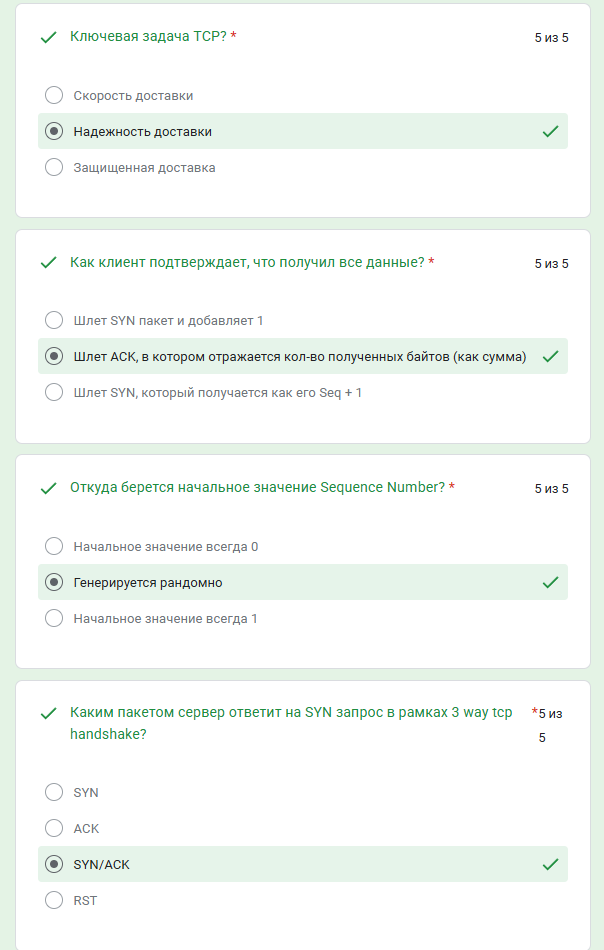 Ключевая задача TCP? *
5 из 5
Скорость доставки
Надежность доставки
Защищенная доставка
Как клиент подтверждает, что получил все данные? *
5 из 5
Шлет SYN пакет и добавляет 1
Шлет ACK, в котором отражается кол-во полученных байтов (как сумма)
Шлет SYN, который получается как его Seq + 1
Откуда берется начальное значение Sequence Number? *
5 из 5
Начальное значение всегда 0
Генерируется рандомно
Начальное значение всегда 1
Каким пакетом сервер ответит на SYN запрос в рамках 3 way tcp
handshake?
*5 из
5
SYN
ACK
SYN/ACK
RST